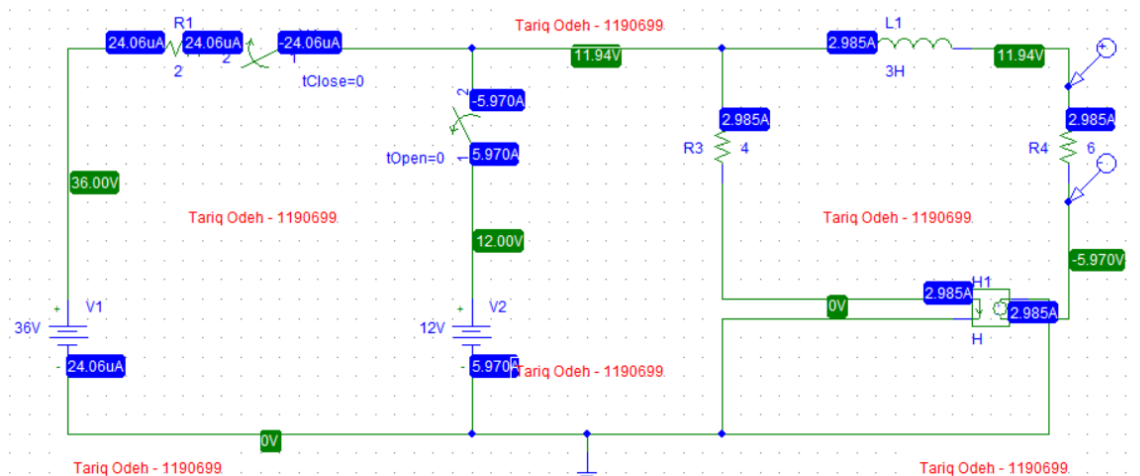 Tariq Odeh - 1190699.
R1
L1
24.06uA
24.06uA
-24.06uA
11.94V
2.985A
11.94V
2
2
1
3H
tClose=0
2
-5.970A
2.985A
2.985A
R3
4
R4
6
tOpen=0
1
5.970A
36.00V
Tariq Odeh - 1190699.
Tariq Odeh - 1190699.
12.00V
-5.970V
H1
2.985A
V1
V2
0V
2.985A
36V
12V
H
24.06uA
5.970A
Tariq Odeh - 1190699.
0V
Tariq Odeh - 1190699.
Tariq Odeh - 1190699.